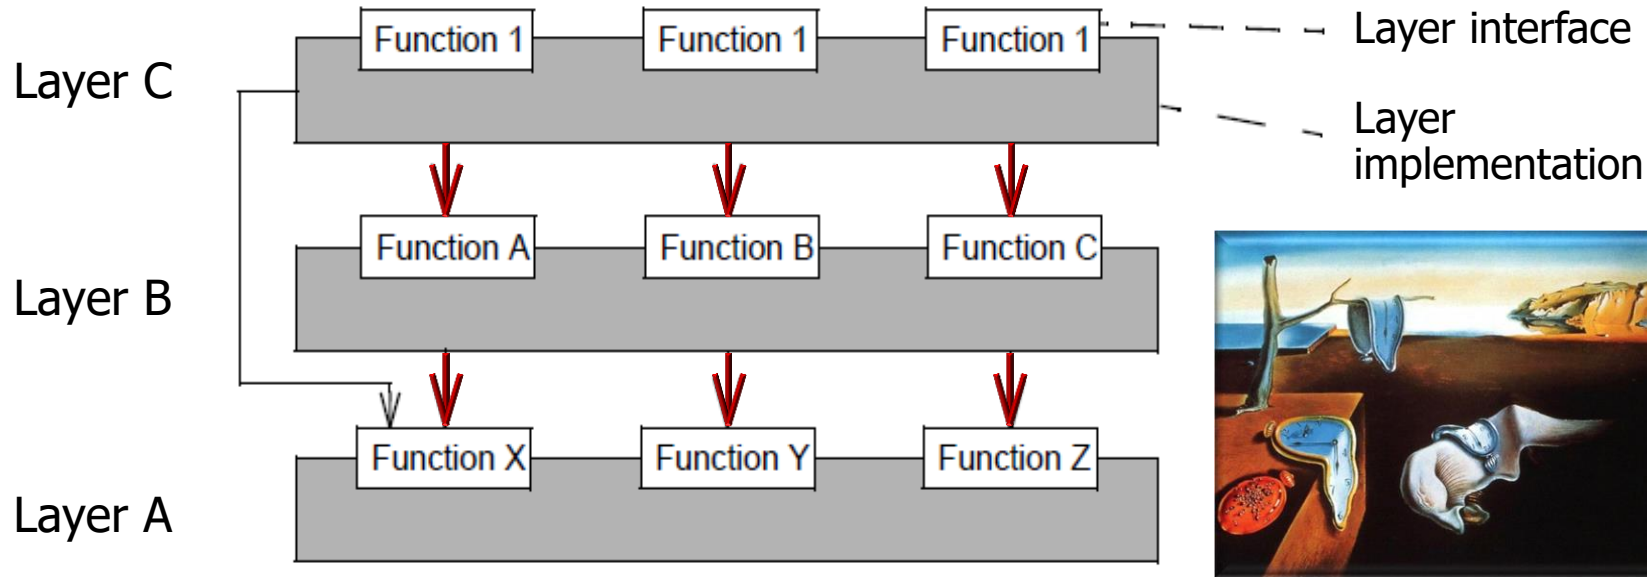 Function 1 Function 1 Function 1 Layer interface
Layer C
Layer
implementation
Function A Function B Function C
Layer B
Function X Function Y Function Z
Layer A